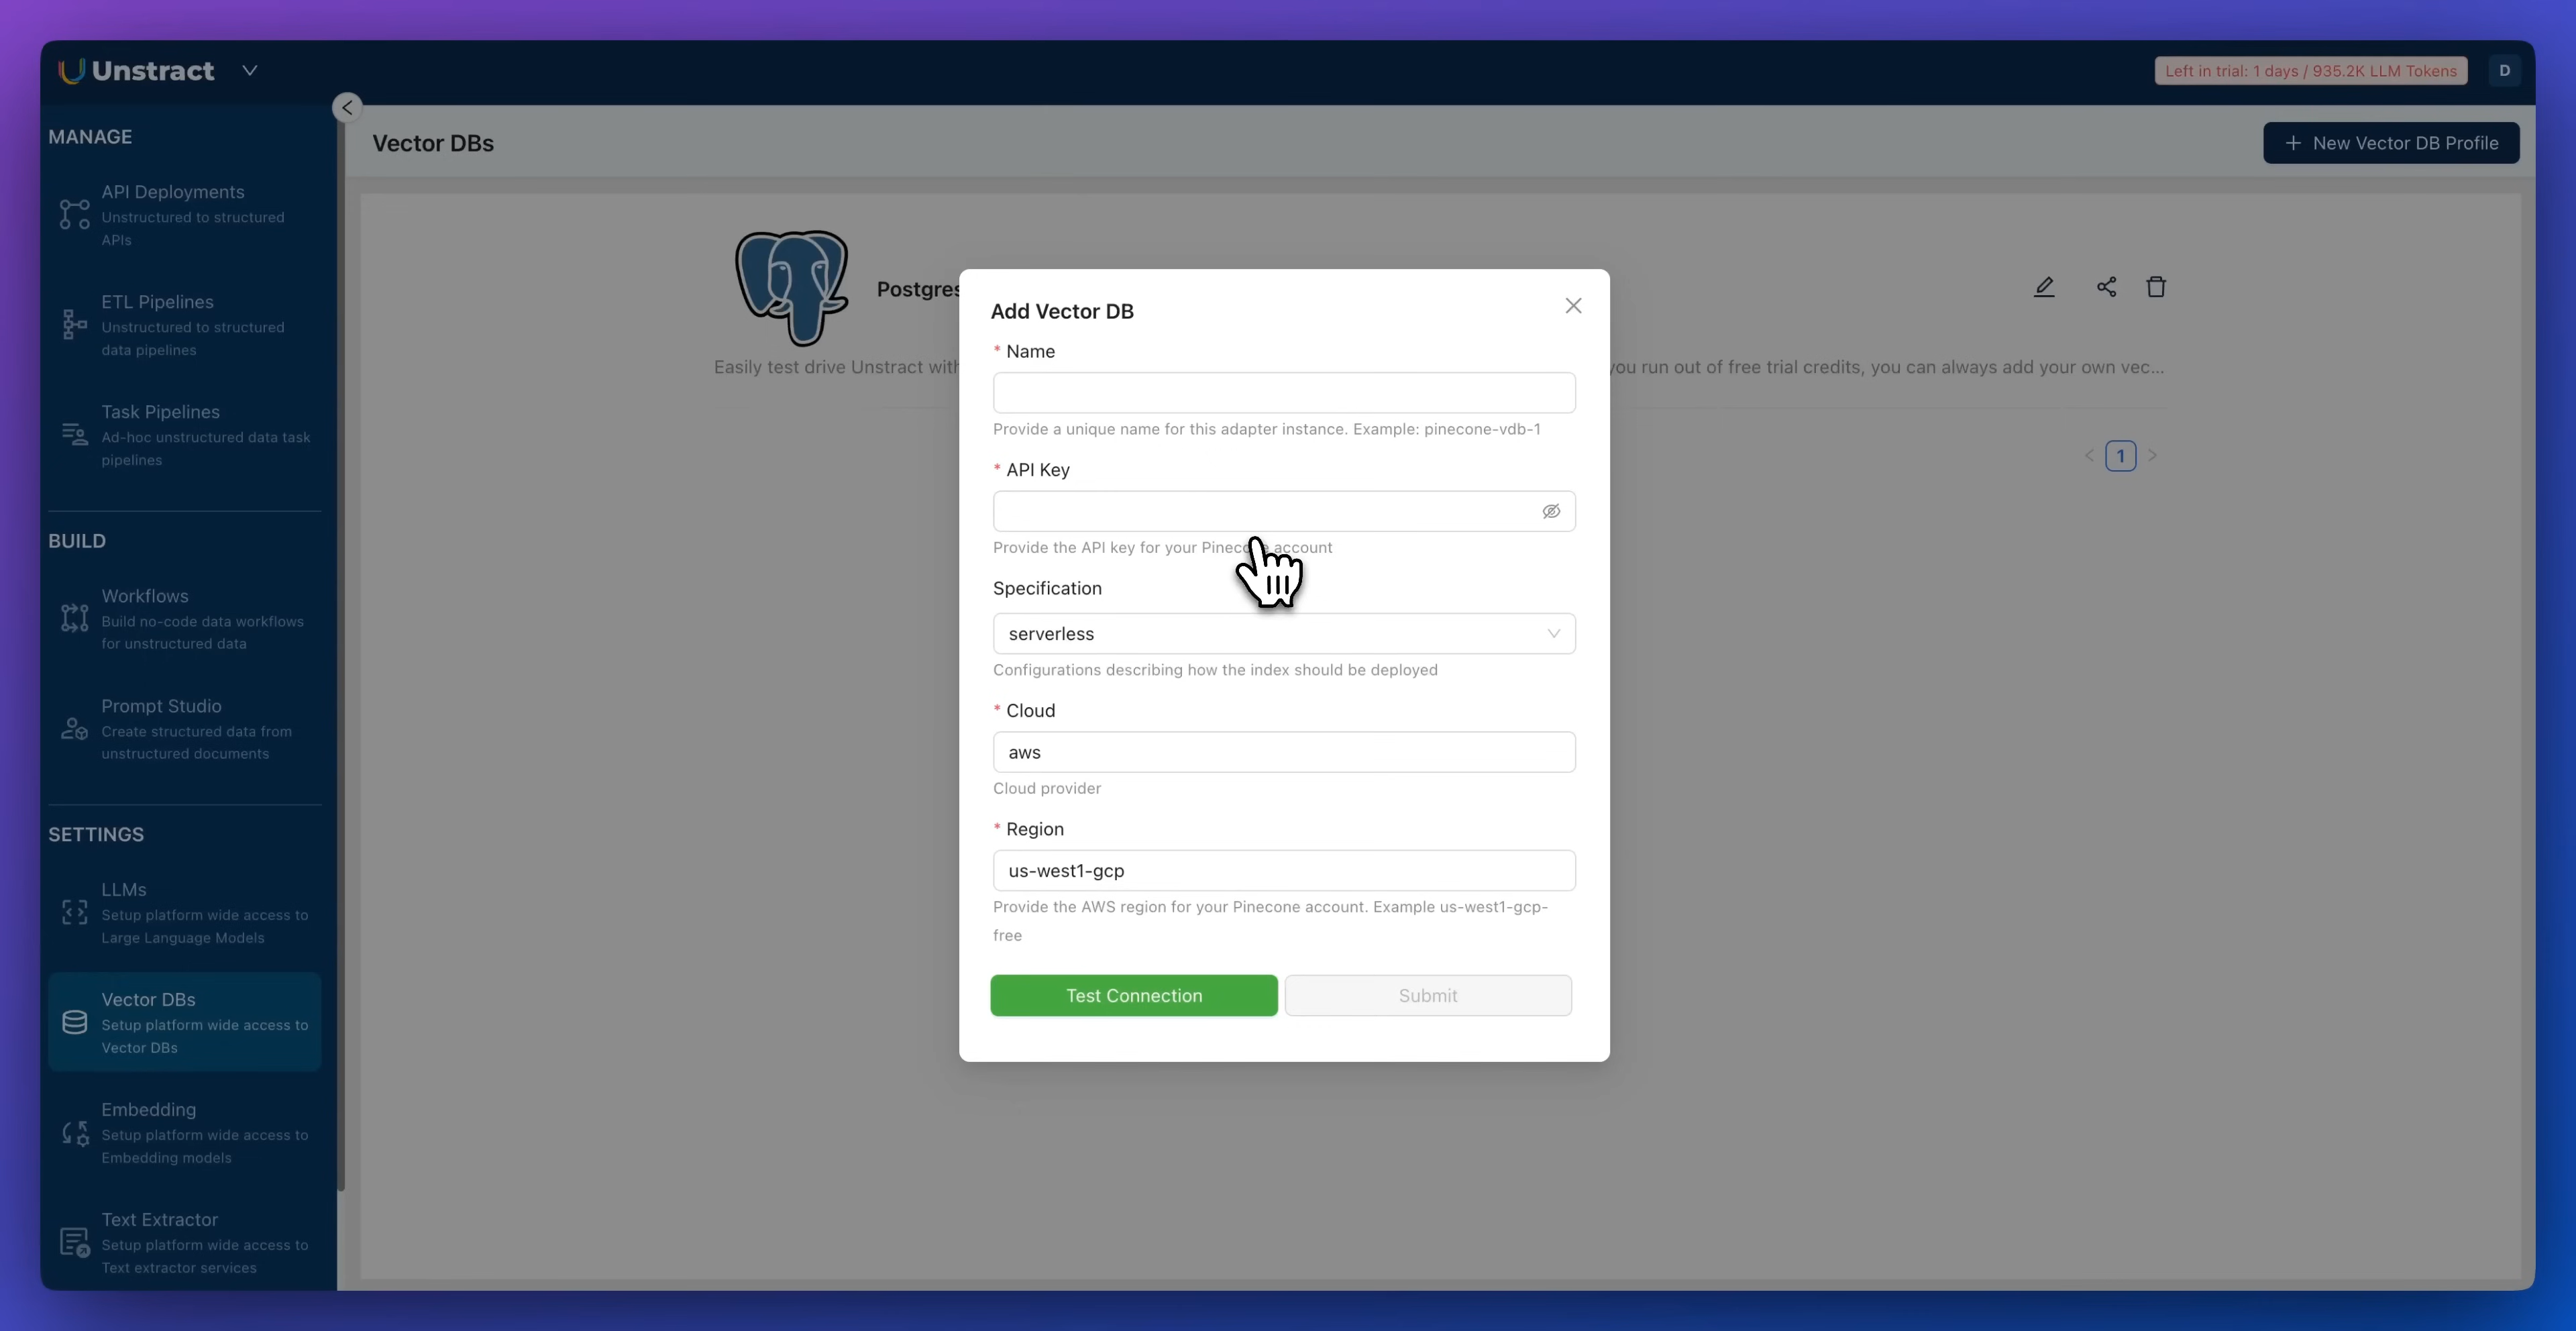 Unstract
Left in trial: 1 days / 935.2K LLM Tokens
D
MANAGE
API Deployments
Unstructured to structured
APIs
ETL Pipelines
Unstructured to structured
data pipelines
Task Pipelines
Ad-hoc unstructured data task
pipelines
BUILD
Workflows
Build no-code data workflows
for unstructured data
Prompt Studio
Create structured data from
unstructured documents
SETTINGS
LLMs
Setup platform wide access to
Large Language Models
Vector DBs
Setup platform wide access to
Vector DBs
Embedding
Setup platform wide access to
Embedding models
Text Extractor
Setup platform wide access to
Text extractor services
Vector DBs
+ New Vector DB Profile
Postgres
Easily test drive Unstract with
you run out of free trial credits, you can always add your own vec...
< 1 >
Add Vector DB
* Name
Provide a unique name for this adapter instance. Example: pinecone-vdb-1
* API Key
Provide the API key for your Pinecone account
Specification
serverless
Configurations describing how the index should be deployed
* Cloud
aws
Cloud provider
* Region
us-west1-gcp
Provide the AWS region for your Pinecone account. Example us-west1-gcp-
free
Test Connection
Submit